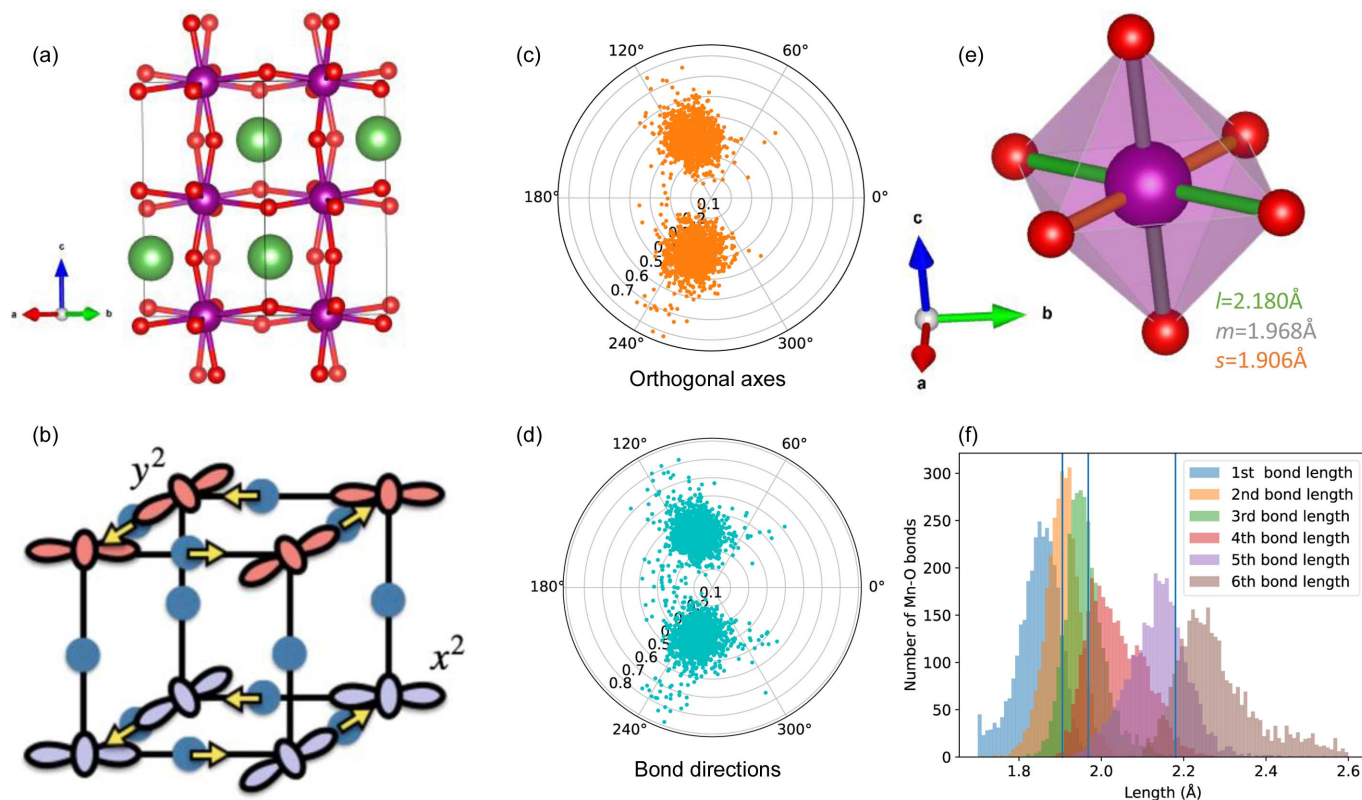 (a)
c
a
b
(b)
y²
x²
(c)
120°
60°
180°
0°
0.1
0.2
0.5
0.6
0.7
240°
300°
Orthogonal axes
(d)
120°
60°
180°
0°
0.1
0.2
0.5
0.6
0.7
0.8
240°
300°
Bond directions
(e)
c
b
a
l=2.180Å
m=1.968Å
s=1.906Å
(f)
300
250
200
150
100
50
0
Number of Mn-O bonds
1st bond length
2nd bond length
3rd bond length
4th bond length
5th bond length
6th bond length
1.8
2.0
2.2
2.4
2.6
Length (Å)